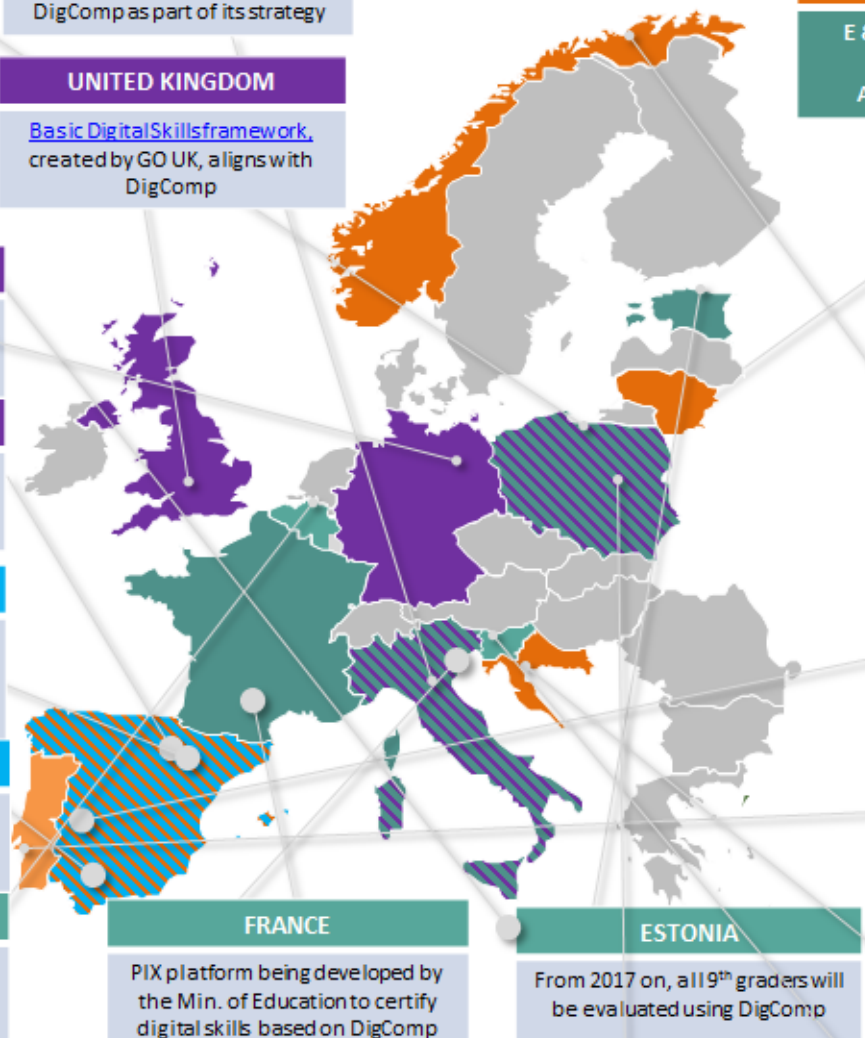 DigComp as part of its strategy
UNITED KINGDOM
Basic Digital Skills framework,
created by GO UK, aligns with
DigComp
E &
A
FRANCE
PIX platform being developed by
the Min. of Education to certify
digital skills based on DigComp
ESTONIA
From 2017 on, all 9th graders will
be evaluated using DigComp